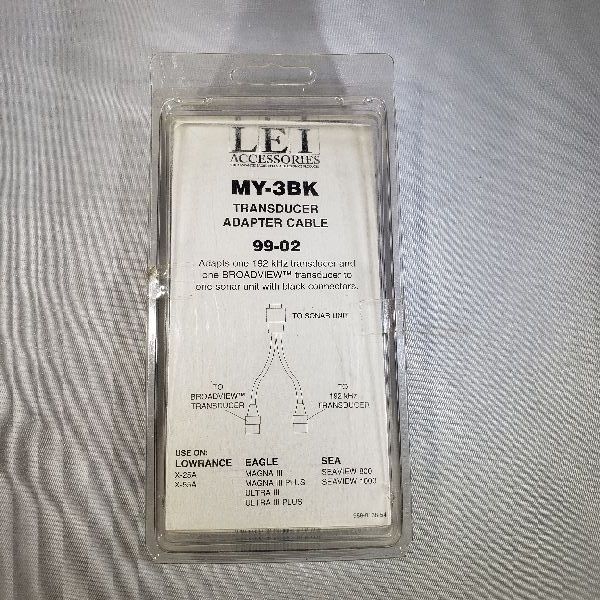 LEI
ACCESSORIES
MY-3BK
TRANSDUCER
ADAPTER CABLE
99-02
Adapts one 192 kHz transducer and
one BROADVIEW™ transducer to
one sonar unit with black connectors.
TO SONAR UNIT
TO
BROADVIEW™
TRANSDUCER
TO
192 kHz
TRANSDUCER
USE ON:
LOWRANCE
X-25A
X-55A
EAGLE
MAGNA III
MAGNA III PLUS
ULTRA III
ULTRA III PLUS
SEA
SEAVIEW 800
SEAVIEW 1000